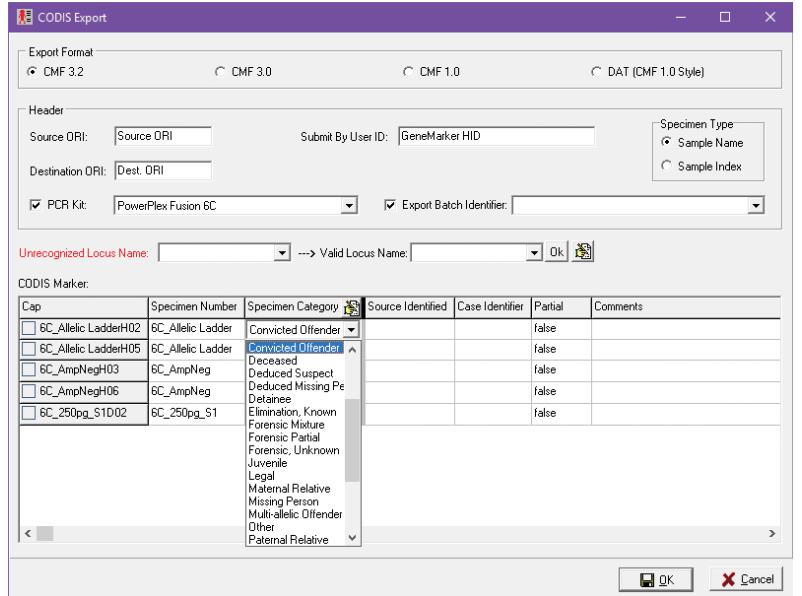 CODIS Export
Export Format
CMF 3.2 CMF 3.0 CMF 1.0 DAT (CMF 1.0 Style)
Header
Source ORI: Source ORI Submit By User ID: GeneMarker HID
Specimen Type
Sample Name
Sample Index
Destination ORI: Dest. ORI
PCR Kit: PowerPlex Fusion 6C Export Batch Identifier:
Unrecognized Locus Name: ---> Valid Locus Name: Ok
CODIS Marker:
Cap Specimen Number Specimen Category Source Identified Case Identifier Partial Comments
6C_Allelic LadderH02 6C_Allelic Ladder Convicted Offender false
6C_Allelic LadderH05 6C_Allelic Ladder false
6C_AmpNegH03 6C_AmpNeg false
6C_AmpNegH06 6C_AmpNeg false
6C_250pg_S1D02 6C_250pg_S1 false
Convicted Offender
Deceased
Deduced Suspect
Deduced Missing Pe
Detainee
Elimination, Known
Forensic Mixture
Forensic Partial
Forensic, Unknown
Juvenile
Legal
Maternal Relative
Missing Person
Multi-allelic Offender
Other
Paternal Relative
OK Cancel